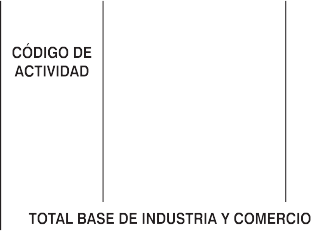 CÓDIGO DE
ACTIVIDAD
TOTAL BASE DE INDUSTRIA Y COMERCIO